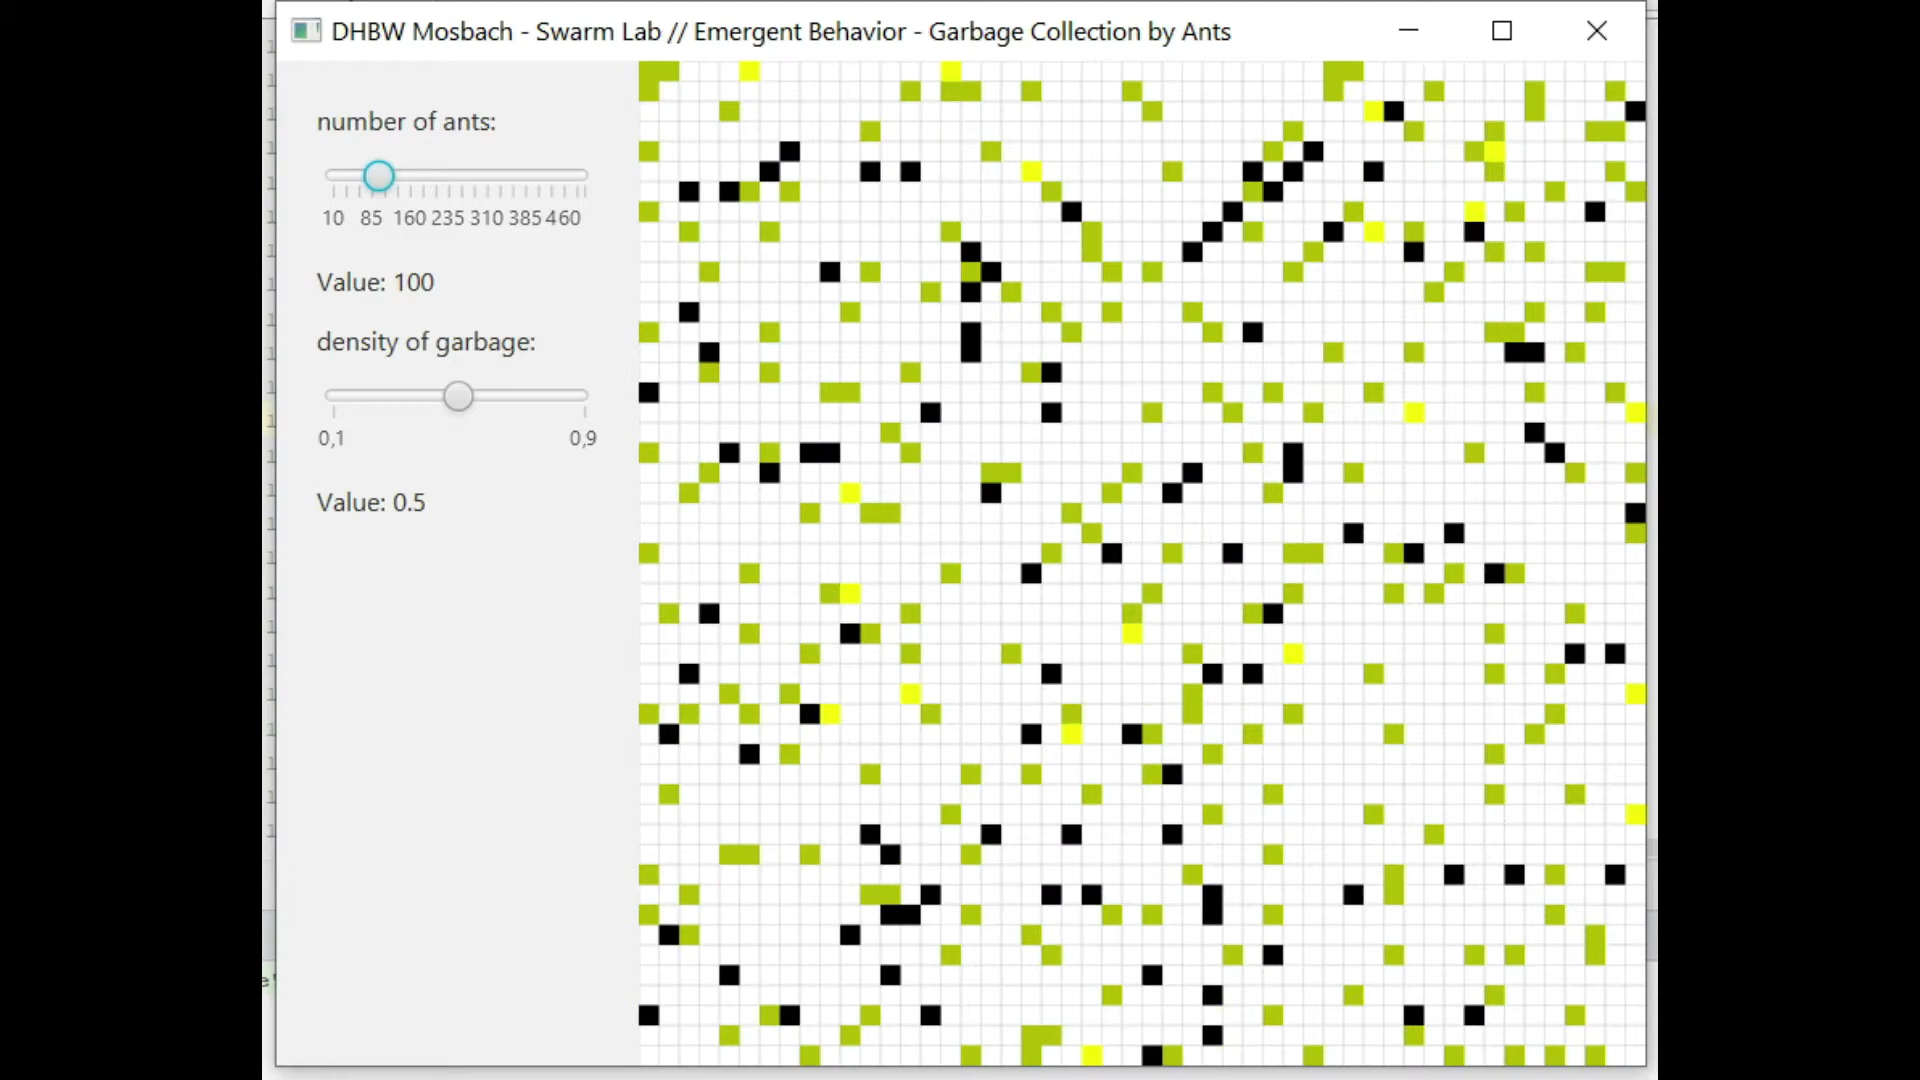 DHBW Mosbach - Swarm Lab // Emergent Behavior - Garbage Collection by Ants
number of ants:
10 85 160 235 310 385 460
Value: 100
density of garbage:
0,1 0,9
Value: 0.5